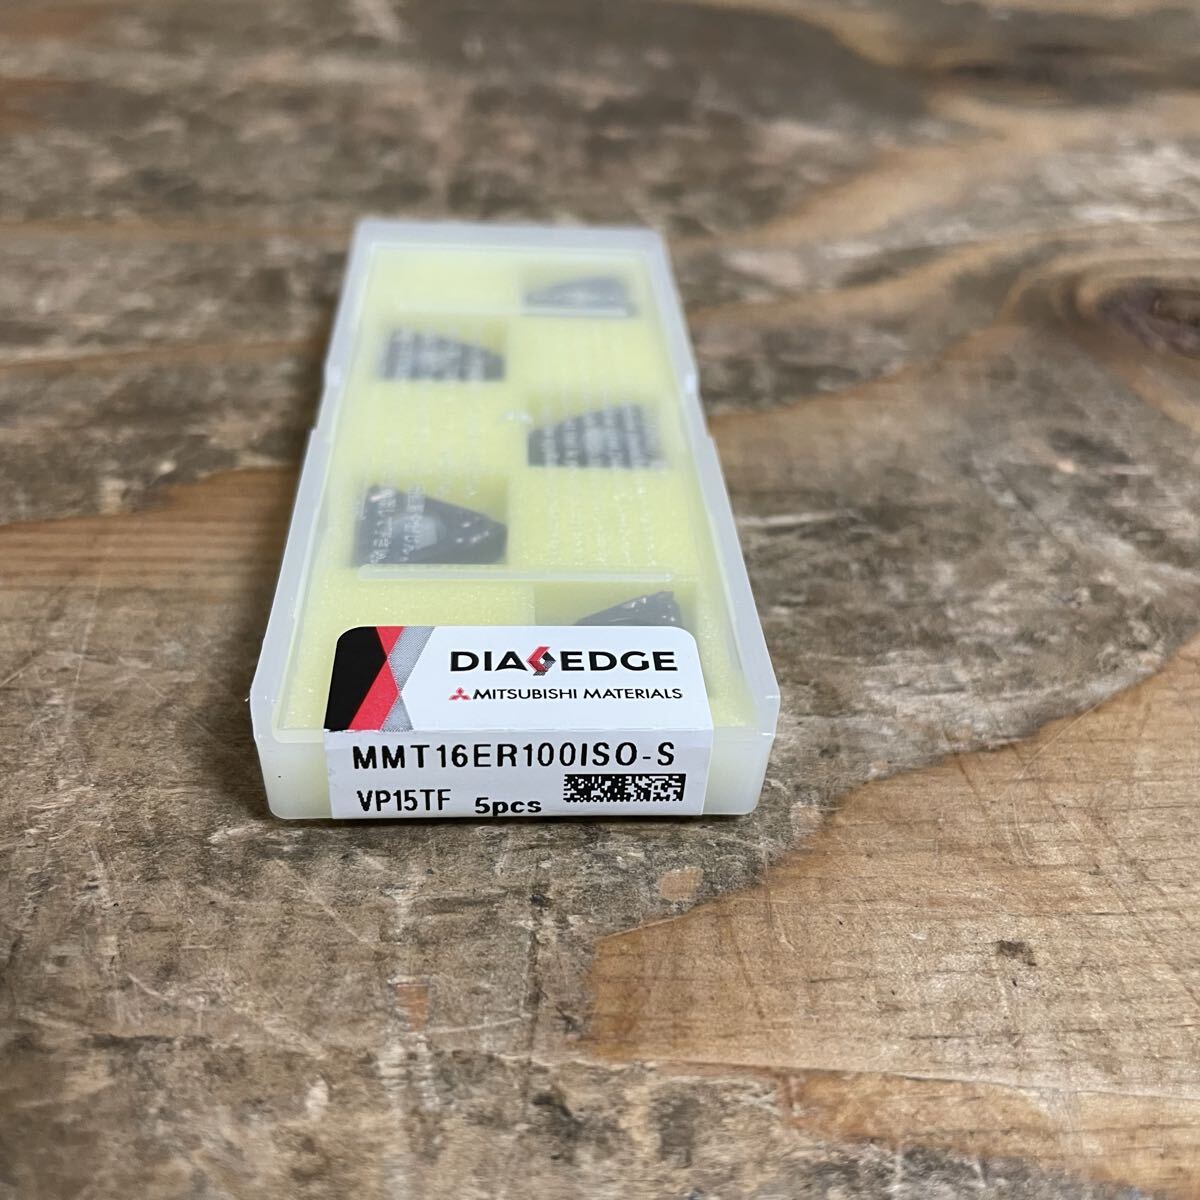 DIAEDGE
MITSUBISHI MATERIALS
MMT16ER100ISO-S
VP15TF 5pcs